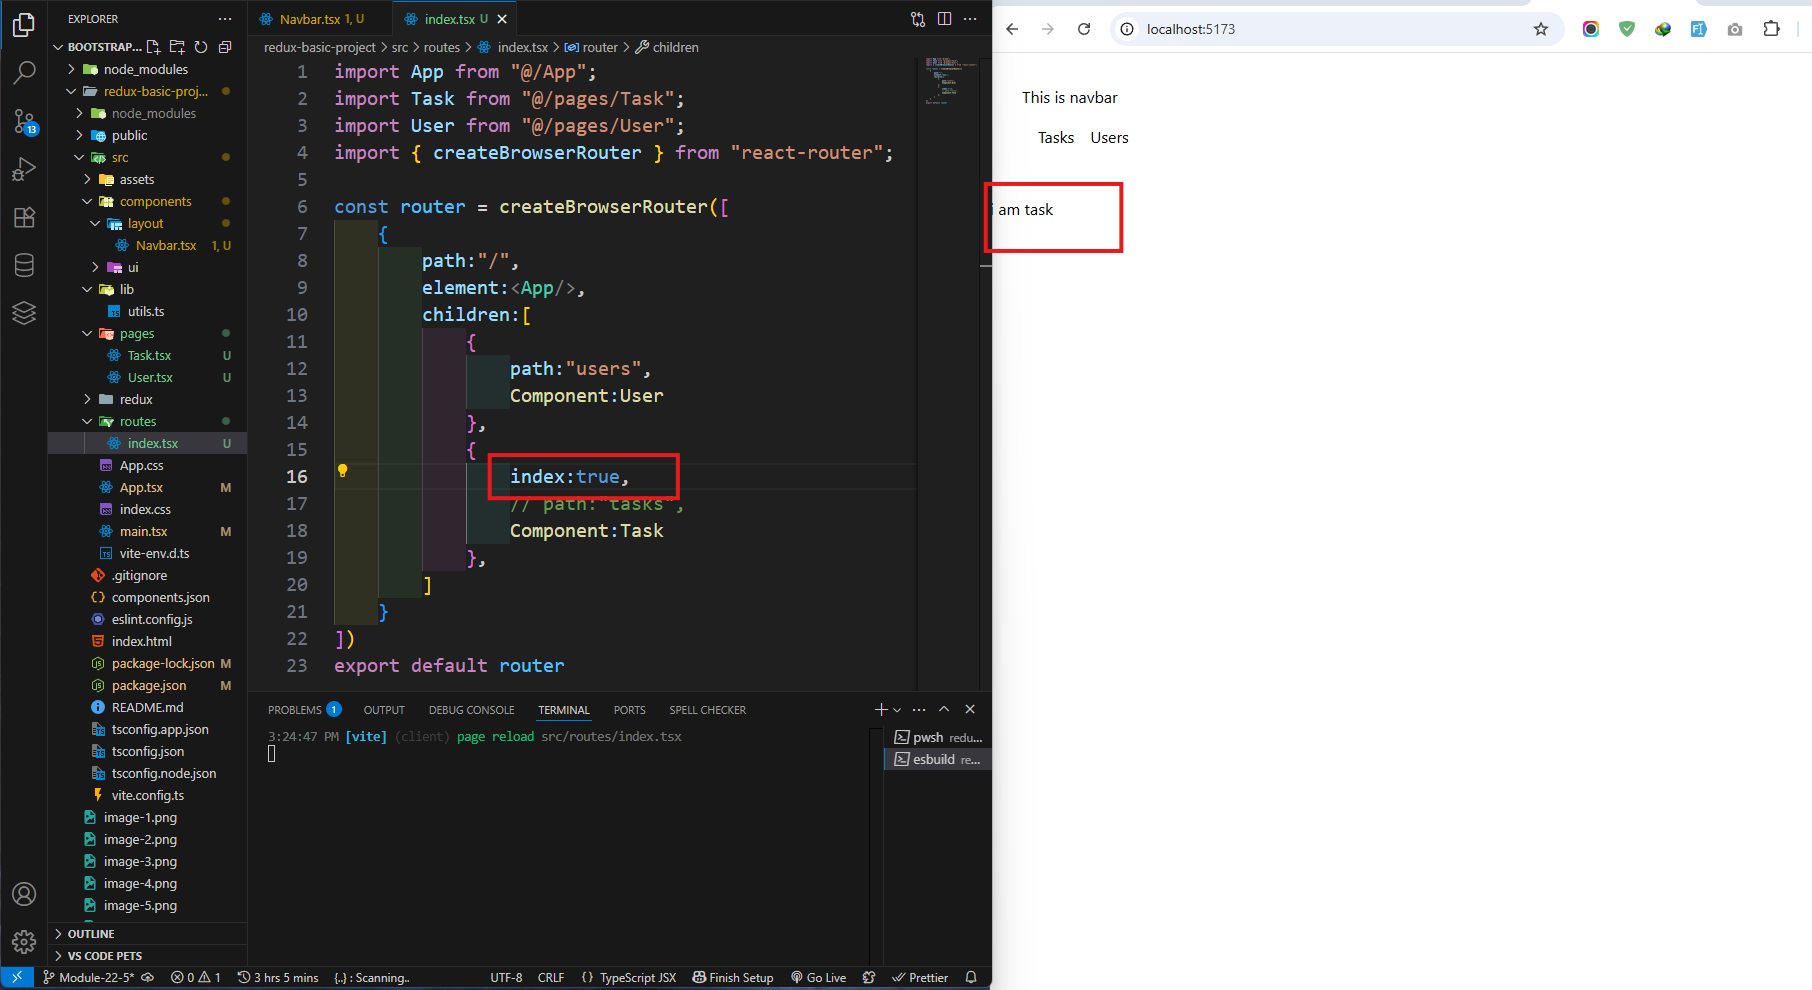 EXPLORER
BOOTSTRAP...
node_modules
redux-basic-proj...
node_modules
public
src
assets
components
layout
Navbar.tsx 1, U
ui
lib
utils.ts
pages
Task.tsx U
User.tsx U
redux
routes
index.tsx U
App.css
App.tsx M
index.css
main.tsx M
vite-env.d.ts
.gitignore
components.json
eslint.config.js
index.html
package-lock.json M
package.json M
README.md
tsconfig.app.json
tsconfig.json
tsconfig.node.json
vite.config.ts
image-1.png
image-2.png
image-3.png
image-4.png
image-5.png
OUTLINE
VS CODE PETS
13
Navbar.tsx 1, U
index.tsx U
redux-basic-project > src > routes > index.tsx > router > children
1 import App from "@/App";
2 import Task from "@/pages/Task";
3 import User from "@/pages/User";
4 import { createBrowserRouter } from "react-router";
5
6 const router = createBrowserRouter([
7 {
8 path:"/",
9 element:<App/>,
10 children:[
11 {
12 path:"users",
13 Component:User
14 },
15 {
16 index:true,
17 // path:"tasks",
18 Component:Task
19 },
20 ]
21 }
22 ])
23 export default router
PROBLEMS 1 OUTPUT DEBUG CONSOLE TERMINAL PORTS SPELL CHECKER
3:24:47 PM [vite] (client) page reload src/routes/index.tsx
pwsh redu...
esbuild re...
Module-22-5* 0 1 3 hrs 5 mins {..} : Scanning.. UTF-8 CRLF {} TypeScript JSX Finish Setup Go Live Prettier
localhost:5173
This is navbar
Tasks Users
i am task